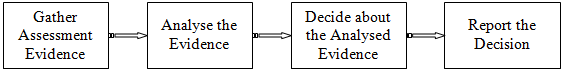 Gather
Assessment
Evidence
Analyse the
Evidence
Decide about
the Analysed
Evidence
Report the
Decision